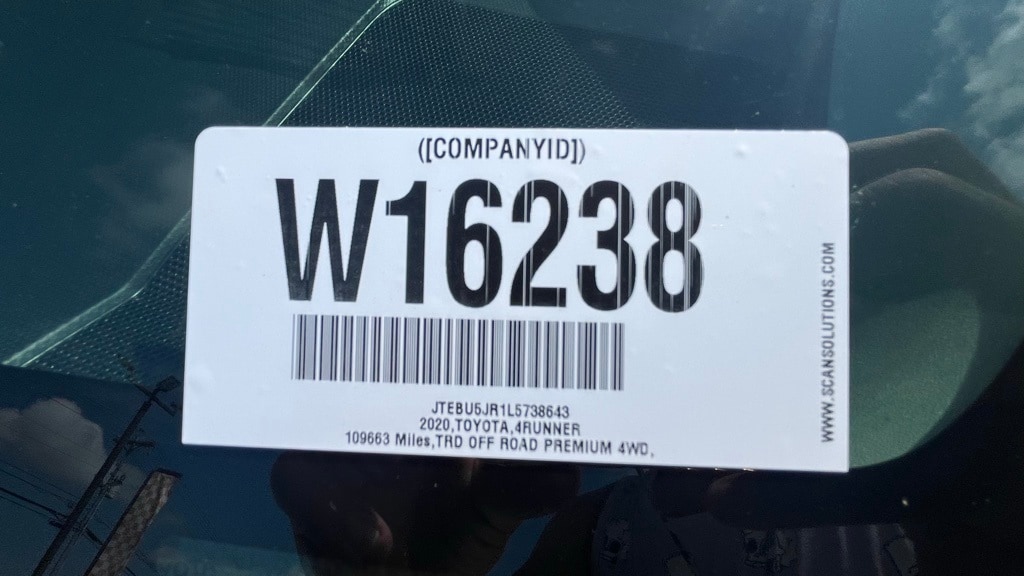 ([COMPANYID])
W16238
JTEBU5JR1L5738643
2020,TOYOTA,4RUNNER
109663 Miles,TRD OFF ROAD PREMIUM 4WD,
WWW.SCANSOLUTIONS.COM